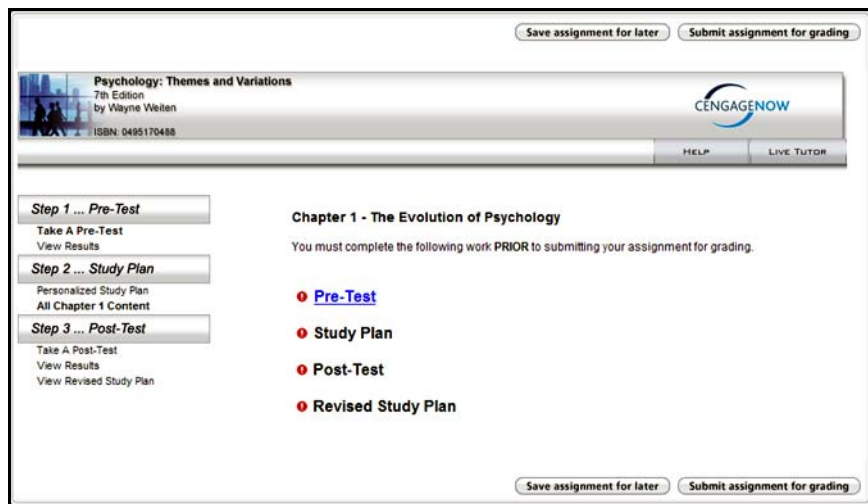 Save assignment for later
Submit assignment for grading
Psychology: Themes and Variations
7th Edition
by Wayne Weiten
ISBN: 0495170488
CENGAGENOW
HELP
LIVE TUTOR
Step 1 ... Pre-Test
Take A Pre-Test
View Results
Step 2 ... Study Plan
Personalized Study Plan
All Chapter 1 Content
Step 3 ... Post-Test
Take A Post-Test
View Results
View Revised Study Plan
Chapter 1 - The Evolution of Psychology
You must complete the following work PRIOR to submitting your assignment for grading.
Pre-Test
Study Plan
Post-Test
Revised Study Plan
Save assignment for later
Submit assignment for grading